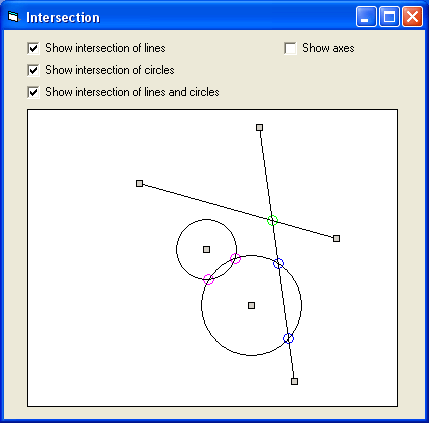 Intersection
Show intersection of lines
Show axes
Show intersection of circles
Show intersection of lines and circles